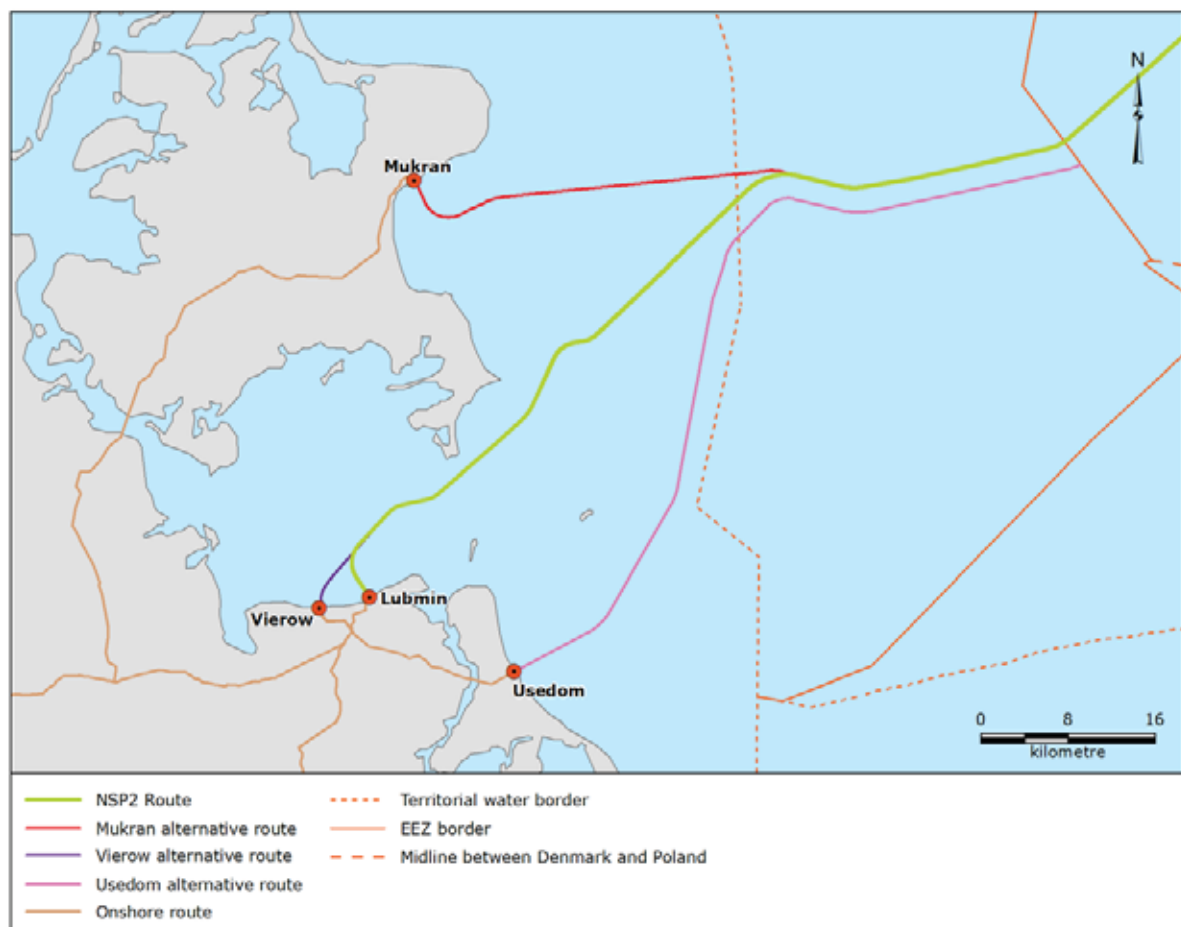 N
Mukran
Lubmin
Vierow
Usedom
0 8 16
kilometre
NSP2 Route
Mukran alternative route
Vierow alternative route
Usedom alternative route
Onshore route
Territorial water border
EEZ border
Midline between Denmark and Poland